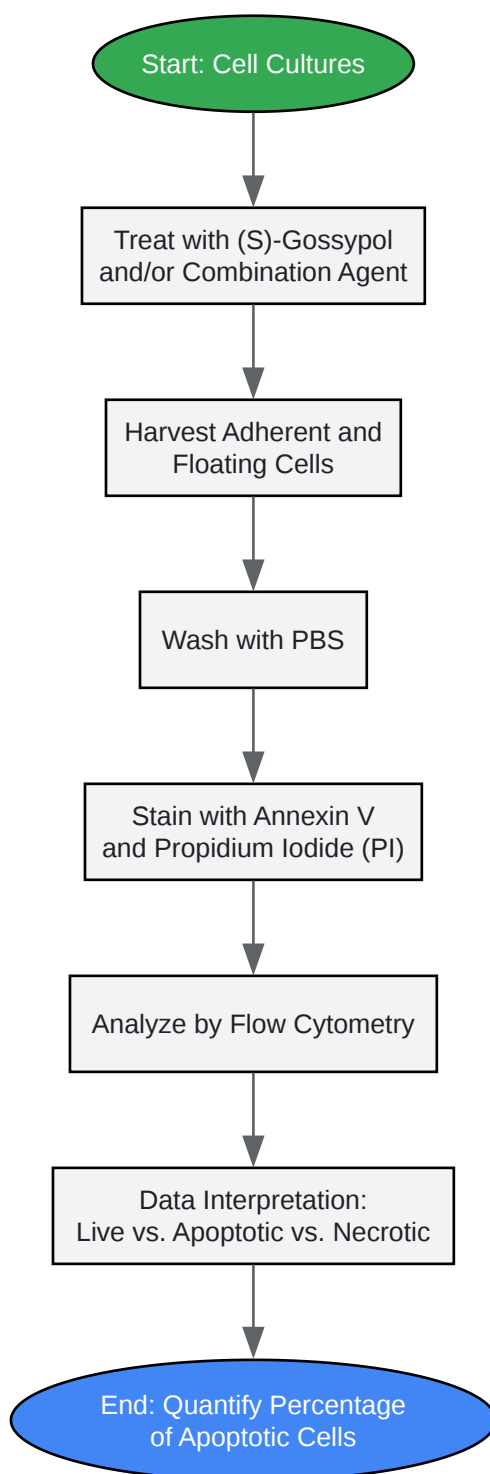 Start: Cell Cultures
Treat with (S)-Gossypol
and/or Combination Agent
Harvest Adherent and
Floating Cells
Wash with PBS
Stain with Annexin V
and Propidium Iodide (PI)
Analyze by Flow Cytometry
Data Interpretation:
Live vs. Apoptotic vs. Necrotic
End: Quantify Percentage
of Apoptotic Cells